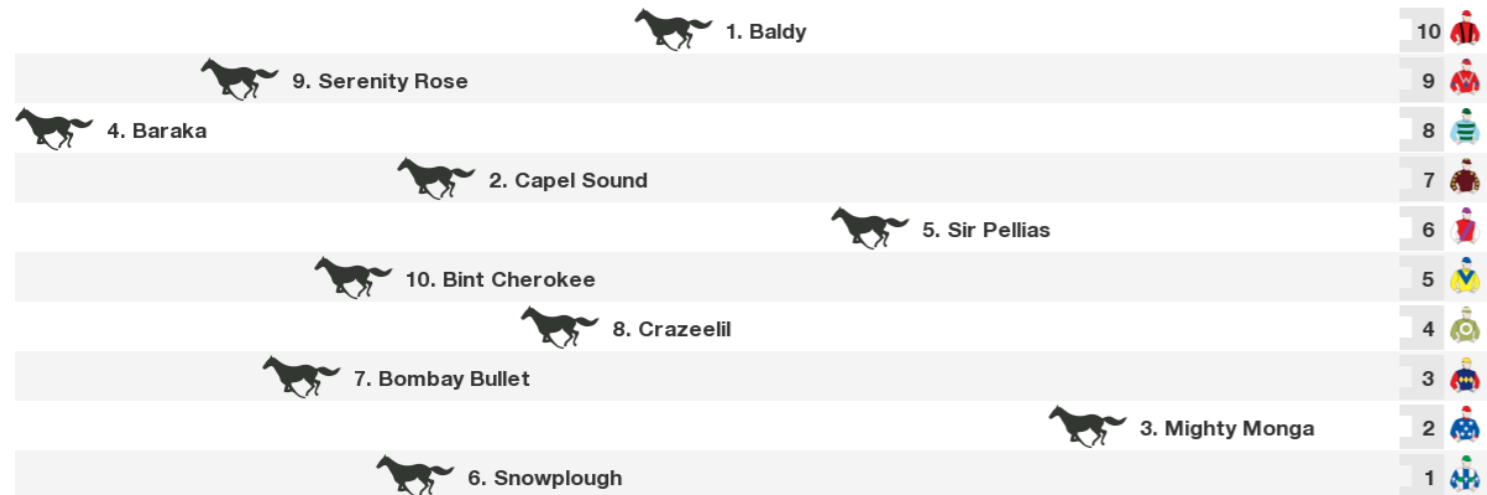 1. Baldy 10
9. Serenity Rose 9
4. Baraka 8
2. Capel Sound 7
5. Sir Pellias 6
10. Bint Cherokee 5
8. Crazeelil 4
7. Bombay Bullet 3
3. Mighty Monga 2
6. Snowplough 1